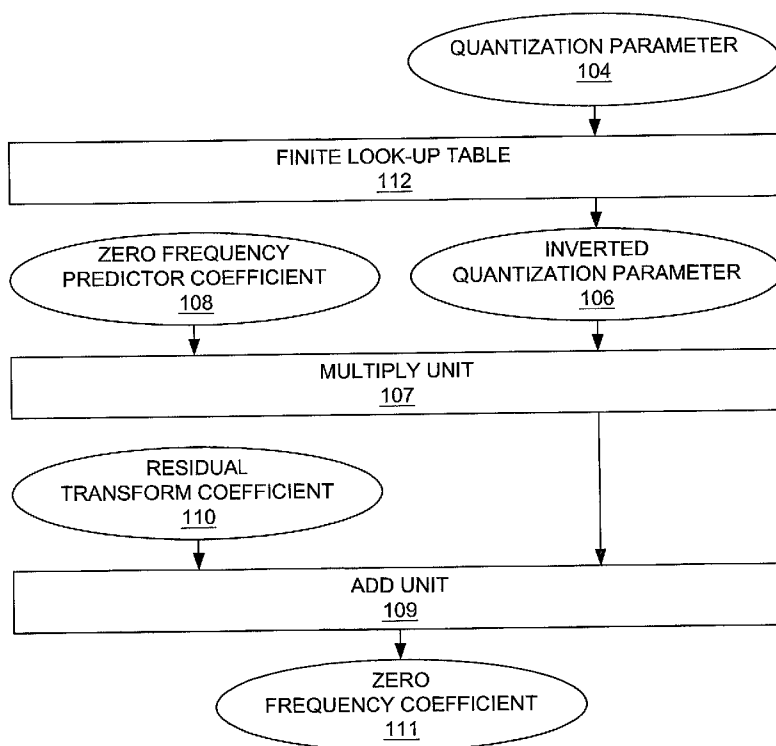 QUANTIZATION PARAMETER
104
FINITE LOOK-UP TABLE
112
ZERO FREQUENCY
PREDICTOR COEFFICIENT
108
INVERTED
QUANTIZATION PARAMETER
106
MULTIPLY UNIT
107
RESIDUAL
TRANSFORM COEFFICIENT
110
ADD UNIT
109
ZERO
FREQUENCY COEFFICIENT
111